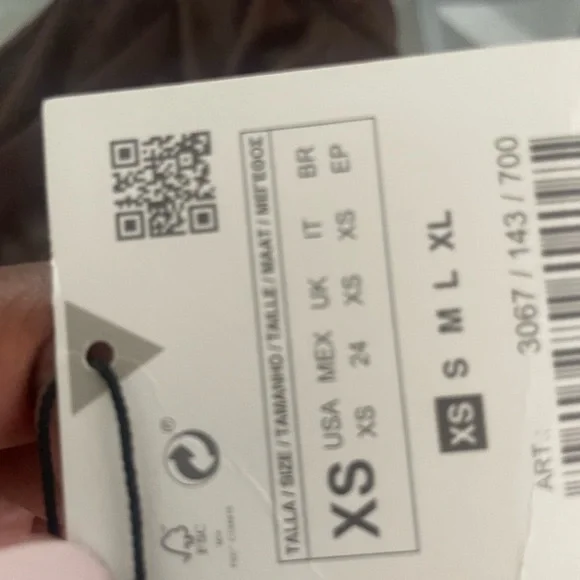 TALLA / SIZE / TAMANHO / TAILLE / MAAT / ΜΕΓΕΘΟΣ
XS
USA MEX UK IT BR
XS 24 XS XS EP
XS S M L XL
ART.:
3067 / 143 / 700
®
FSC